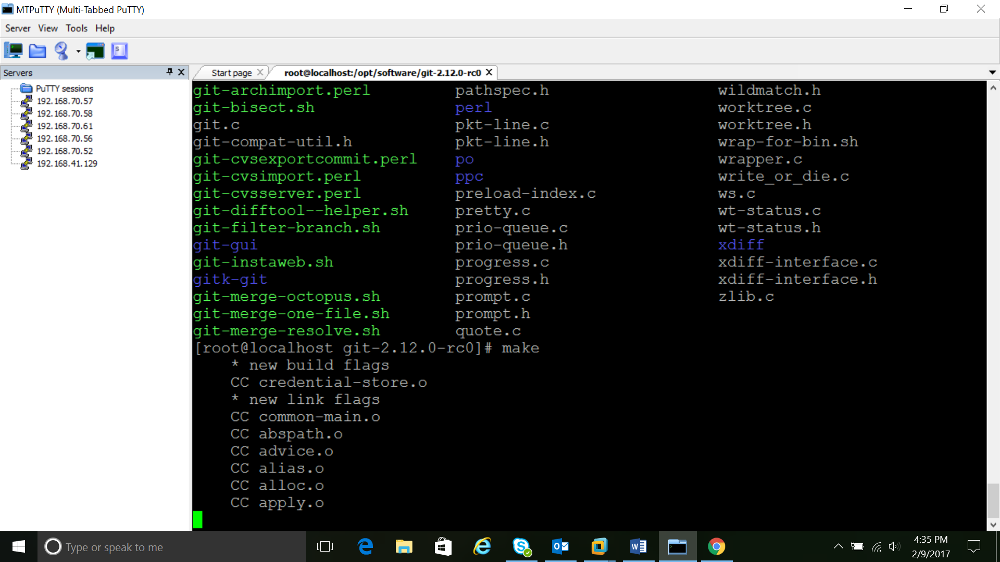 MTPuTTY (Multi-Tabbed PuTTY)
Server View Tools Help
Servers
PuTTY sessions
192.168.70.57
192.168.70.58
192.168.70.61
192.168.70.56
192.168.70.52
192.168.41.129
Start page root@localhost:/opt/software/git-2.12.0-rc0
git-archimport.perl pathspec.h wildmatch.h
git-bisect.sh perl worktree.c
git.c pkt-line.c worktree.h
git-compat-util.h pkt-line.h wrap-for-bin.sh
git-cvsexportcommit.perl po wrapper.c
git-cvsimport.perl ppc write_or_die.c
git-cvsserver.perl preload-index.c ws.c
git-difftool--helper.sh pretty.c wt-status.c
git-filter-branch.sh prio-queue.c wt-status.h
git-gui prio-queue.h xdiff
git-instaweb.sh progress.c xdiff-interface.c
gitk-git progress.h xdiff-interface.h
git-merge-octopus.sh prompt.c zlib.c
git-merge-one-file.sh prompt.h
git-merge-resolve.sh quote.c
[root@localhost git-2.12.0-rc0]# make
* new build flags
CC credential-store.o
* new link flags
CC common-main.o
CC abspath.o
CC advice.o
CC alias.o
CC alloc.o
CC apply.o
Type or speak to me
4:35 PM
2/9/2017